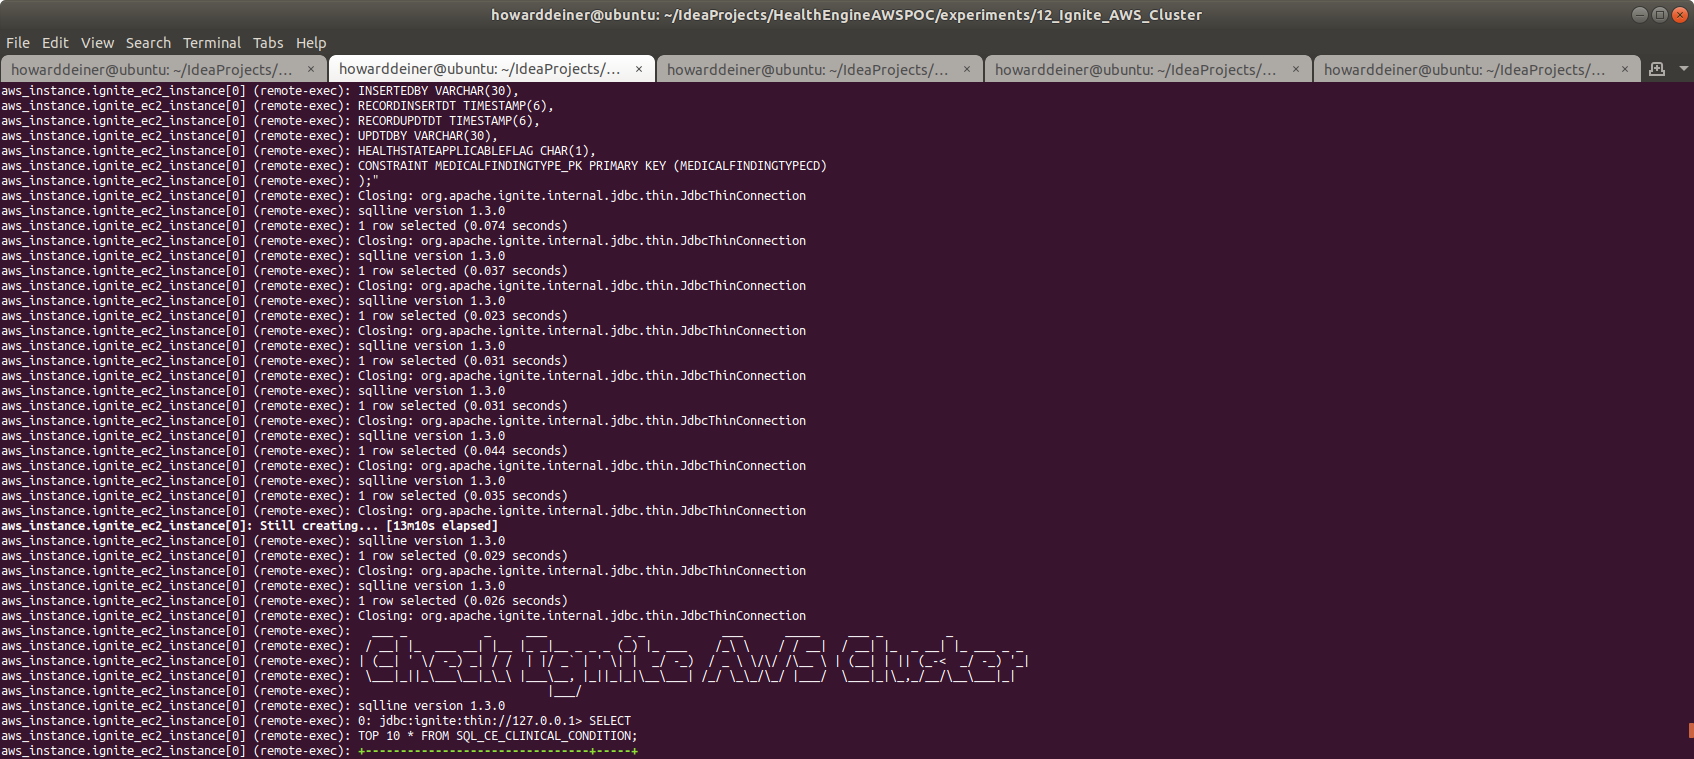 howarddeiner@ubuntu: ~/IdeaProjects/HealthEngineAWSPOC/experiments/12_Ignite_AWS_Cluster
File Edit View Search Terminal Tabs Help
howarddeiner@ubuntu: ~/IdeaProjects/... × howarddeiner@ubuntu: ~/IdeaProjects/... × howarddeiner@ubuntu: ~/IdeaProjects/... × howarddeiner@ubuntu: ~/IdeaProjects/... × howarddeiner@ubuntu: ~/IdeaProjects/... ×
aws_instance.ignite_ec2_instance[0] (remote-exec): INSERTEDBY VARCHAR(30),
aws_instance.ignite_ec2_instance[0] (remote-exec): RECORDINSERTDT TIMESTAMP(6),
aws_instance.ignite_ec2_instance[0] (remote-exec): RECORDUPDTDT TIMESTAMP(6),
aws_instance.ignite_ec2_instance[0] (remote-exec): UPDTDBY VARCHAR(30),
aws_instance.ignite_ec2_instance[0] (remote-exec): HEALTHSTATEAPPLICABLEFLAG CHAR(1),
aws_instance.ignite_ec2_instance[0] (remote-exec): CONSTRAINT MEDICALFINDINGTYPE_PK PRIMARY KEY (MEDICALFINDINGTYPECD)
aws_instance.ignite_ec2_instance[0] (remote-exec): );"
aws_instance.ignite_ec2_instance[0] (remote-exec): Closing: org.apache.ignite.internal.jdbc.thin.JdbcThinConnection
aws_instance.ignite_ec2_instance[0] (remote-exec): sqlline version 1.3.0
aws_instance.ignite_ec2_instance[0] (remote-exec): 1 row selected (0.074 seconds)
aws_instance.ignite_ec2_instance[0] (remote-exec): Closing: org.apache.ignite.internal.jdbc.thin.JdbcThinConnection
aws_instance.ignite_ec2_instance[0] (remote-exec): sqlline version 1.3.0
aws_instance.ignite_ec2_instance[0] (remote-exec): 1 row selected (0.037 seconds)
aws_instance.ignite_ec2_instance[0] (remote-exec): Closing: org.apache.ignite.internal.jdbc.thin.JdbcThinConnection
aws_instance.ignite_ec2_instance[0] (remote-exec): sqlline version 1.3.0
aws_instance.ignite_ec2_instance[0] (remote-exec): 1 row selected (0.023 seconds)
aws_instance.ignite_ec2_instance[0] (remote-exec): Closing: org.apache.ignite.internal.jdbc.thin.JdbcThinConnection
aws_instance.ignite_ec2_instance[0] (remote-exec): sqlline version 1.3.0
aws_instance.ignite_ec2_instance[0] (remote-exec): 1 row selected (0.031 seconds)
aws_instance.ignite_ec2_instance[0] (remote-exec): Closing: org.apache.ignite.internal.jdbc.thin.JdbcThinConnection
aws_instance.ignite_ec2_instance[0] (remote-exec): sqlline version 1.3.0
aws_instance.ignite_ec2_instance[0] (remote-exec): 1 row selected (0.031 seconds)
aws_instance.ignite_ec2_instance[0] (remote-exec): Closing: org.apache.ignite.internal.jdbc.thin.JdbcThinConnection
aws_instance.ignite_ec2_instance[0] (remote-exec): sqlline version 1.3.0
aws_instance.ignite_ec2_instance[0] (remote-exec): 1 row selected (0.044 seconds)
aws_instance.ignite_ec2_instance[0] (remote-exec): Closing: org.apache.ignite.internal.jdbc.thin.JdbcThinConnection
aws_instance.ignite_ec2_instance[0] (remote-exec): sqlline version 1.3.0
aws_instance.ignite_ec2_instance[0] (remote-exec): 1 row selected (0.035 seconds)
aws_instance.ignite_ec2_instance[0] (remote-exec): Closing: org.apache.ignite.internal.jdbc.thin.JdbcThinConnection
aws_instance.ignite_ec2_instance[0]: Still creating... [13m10s elapsed]
aws_instance.ignite_ec2_instance[0] (remote-exec): sqlline version 1.3.0
aws_instance.ignite_ec2_instance[0] (remote-exec): 1 row selected (0.029 seconds)
aws_instance.ignite_ec2_instance[0] (remote-exec): Closing: org.apache.ignite.internal.jdbc.thin.JdbcThinConnection
aws_instance.ignite_ec2_instance[0] (remote-exec): sqlline version 1.3.0
aws_instance.ignite_ec2_instance[0] (remote-exec): 1 row selected (0.026 seconds)
aws_instance.ignite_ec2_instance[0] (remote-exec): Closing: org.apache.ignite.internal.jdbc.thin.JdbcThinConnection
aws_instance.ignite_ec2_instance[0] (remote-exec):
aws_instance.ignite_ec2_instance[0] (remote-exec):
aws_instance.ignite_ec2_instance[0] (remote-exec): Check Ignite AWS Cluster
aws_instance.ignite_ec2_instance[0] (remote-exec):
aws_instance.ignite_ec2_instance[0] (remote-exec):
aws_instance.ignite_ec2_instance[0] (remote-exec): sqlline version 1.3.0
aws_instance.ignite_ec2_instance[0] (remote-exec): 0: jdbc:ignite:thin://127.0.0.1> SELECT
aws_instance.ignite_ec2_instance[0] (remote-exec): TOP 10 * FROM SQL_CE_CLINICAL_CONDITION;
aws_instance.ignite_ec2_instance[0] (remote-exec): +--------------------------------+-----+